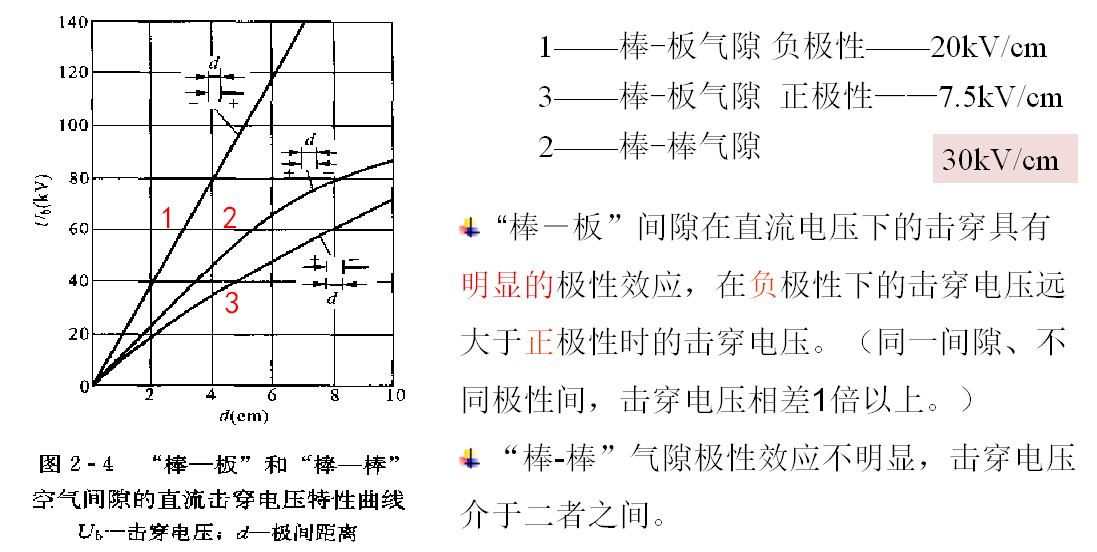 140
120
100
80
60
40
20
0
2
4
6
8
10
U_b(kV)
d(cm)
d
－ ＋
1
d
＋ －
2
＋ －
d
3
图 2-4 “棒—板”和“棒—棒”
空气间隙的直流击穿电压特性曲线
U_b—击穿电压；d—极间距离
1——棒-板气隙 负极性——20kV/cm
3——棒-板气隙 正极性——7.5kV/cm
2——棒-棒气隙
30kV/cm
“棒－板”间隙在直流电压下的击穿具有
明显的极性效应，在负极性下的击穿电压远
大于正极性时的击穿电压。（同一间隙、不
同极性间，击穿电压相差1倍以上。）
“棒-棒”气隙极性效应不明显，击穿电压
介于二者之间。